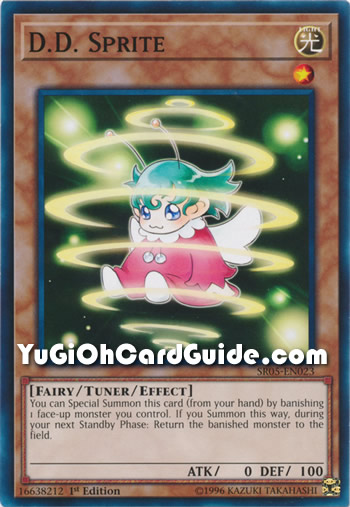 D.D. Sprite
LIGHT
光
YuGiOhCardGuide.com
SR05-EN023
[Fairy/Tuner/Effect]
You can Special Summon this card (from your hand) by banishing
1 face-up monster you control. If you Summon this way, during
your next Standby Phase: Return the banished monster to the
field.
ATK/ 0 DEF/ 100
16638212 1st Edition ©1996 KAZUKI TAKAHASHI